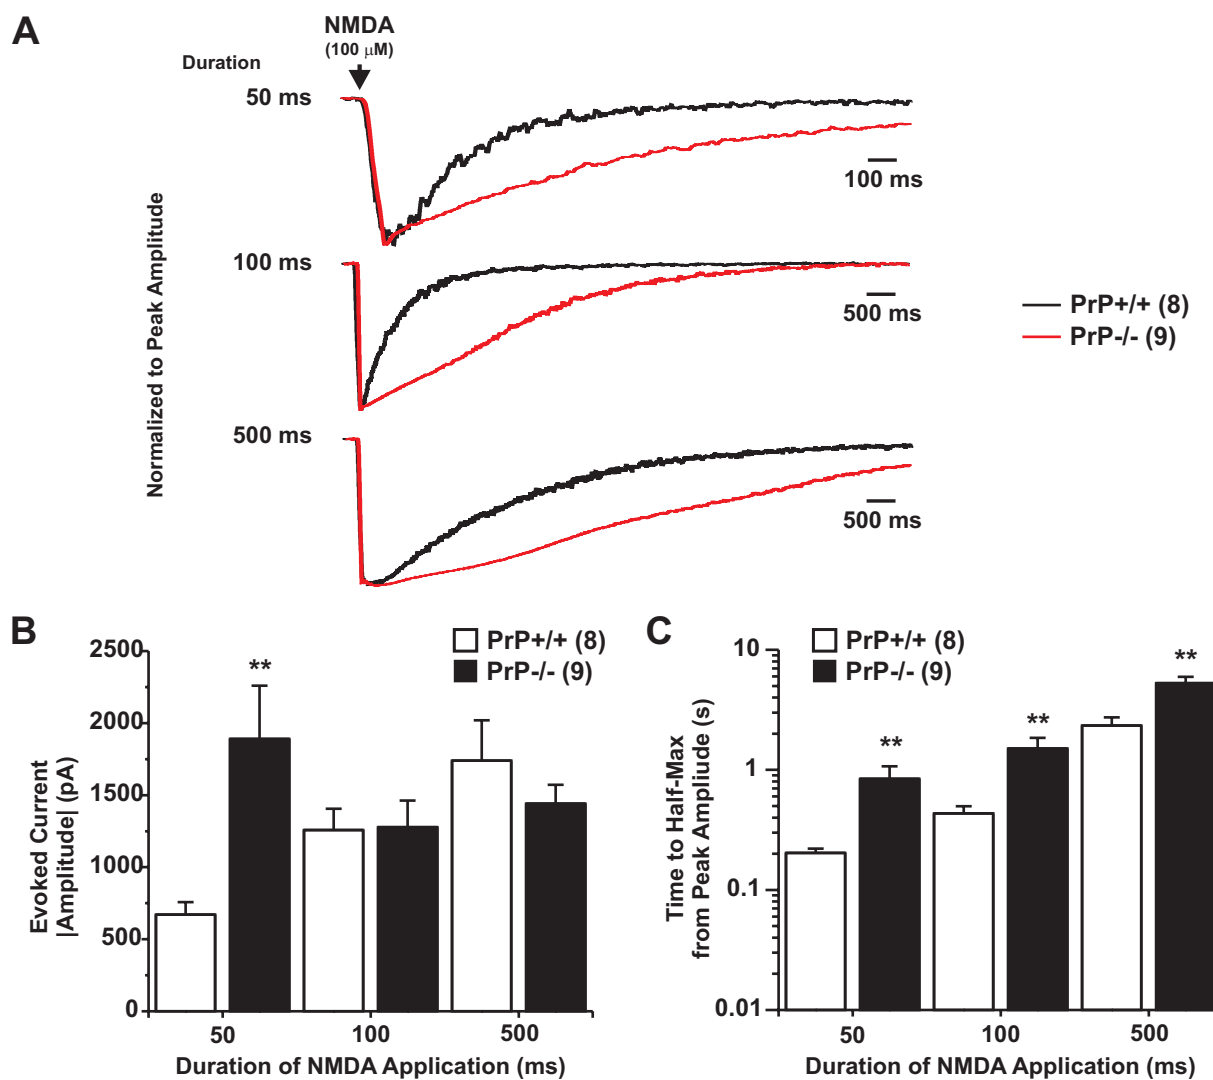 A
NMDA
(100 µM)
Duration
50 ms
100 ms
100 ms
500 ms
500 ms
500 ms
Normalized to Peak Amplitude
PrP+/+ (8)
PrP-/- (9)
B
PrP+/+ (8)
PrP-/- (9)
2500
2000
1500
1000
500
0
**
Evoked Current
|Amplitude| (pA)
50
100
500
Duration of NMDA Application (ms)
C
PrP+/+ (8)
PrP-/- (9)
10
1
0.1
0.01
**
**
**
Time to Half-Max
from Peak Ampliude (s)
50
100
500
Duration of NMDA Application (ms)